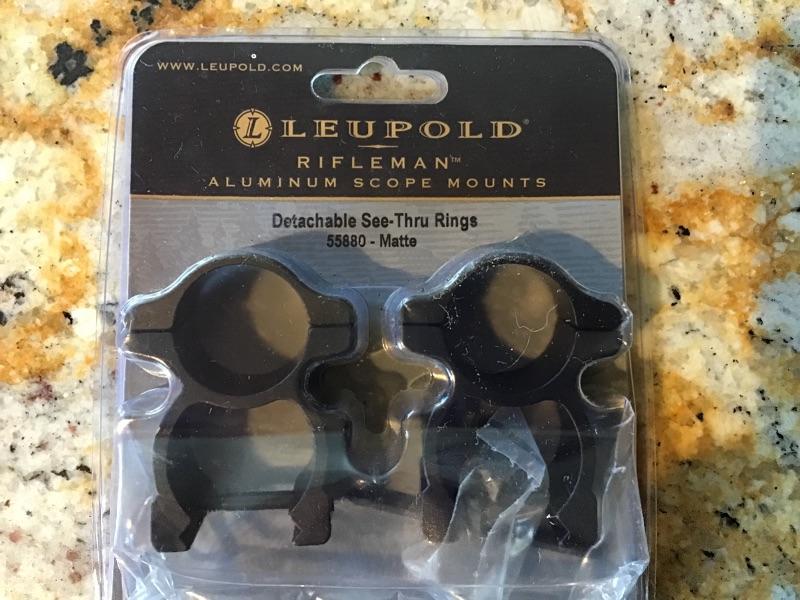 WWW.LEUPOLD.COM
L LEUPOLD®
RIFLEMAN™
ALUMINUM SCOPE MOUNTS
Detachable See-Thru Rings
55880 - Matte